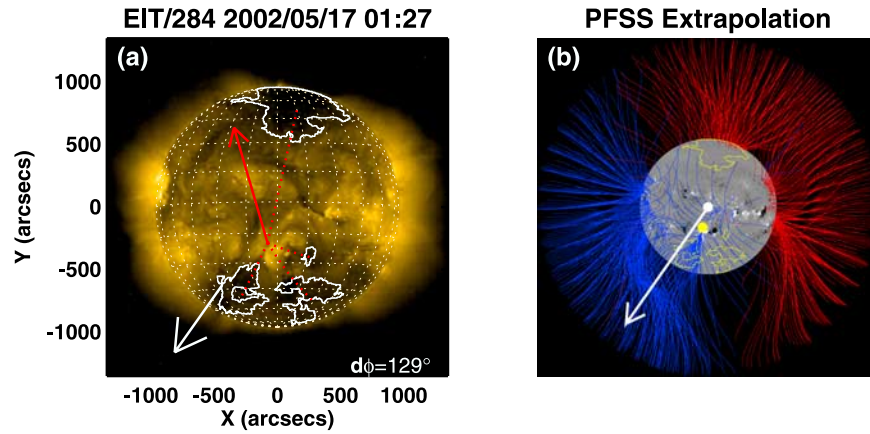 EIT/284 2002/05/17 01:27
(a)
1000
500
0
-500
-1000
Y (arcsecs)
dϕ=129°
-1000 -500 0 500 1000
X (arcsecs)
PFSS Extrapolation
(b)